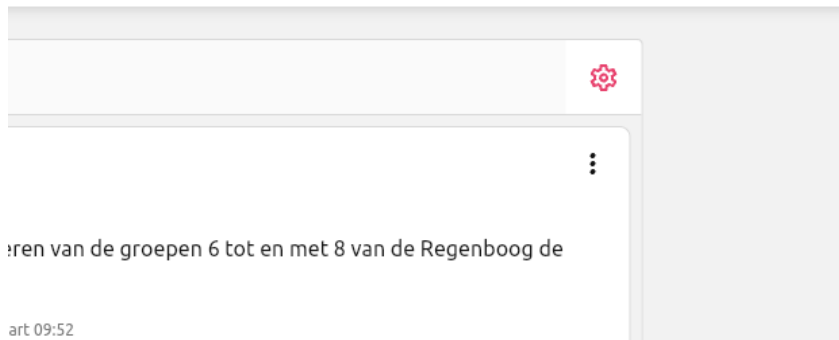 eren van de groepen 6 tot en met 8 van de Regenboog de
art 09:52